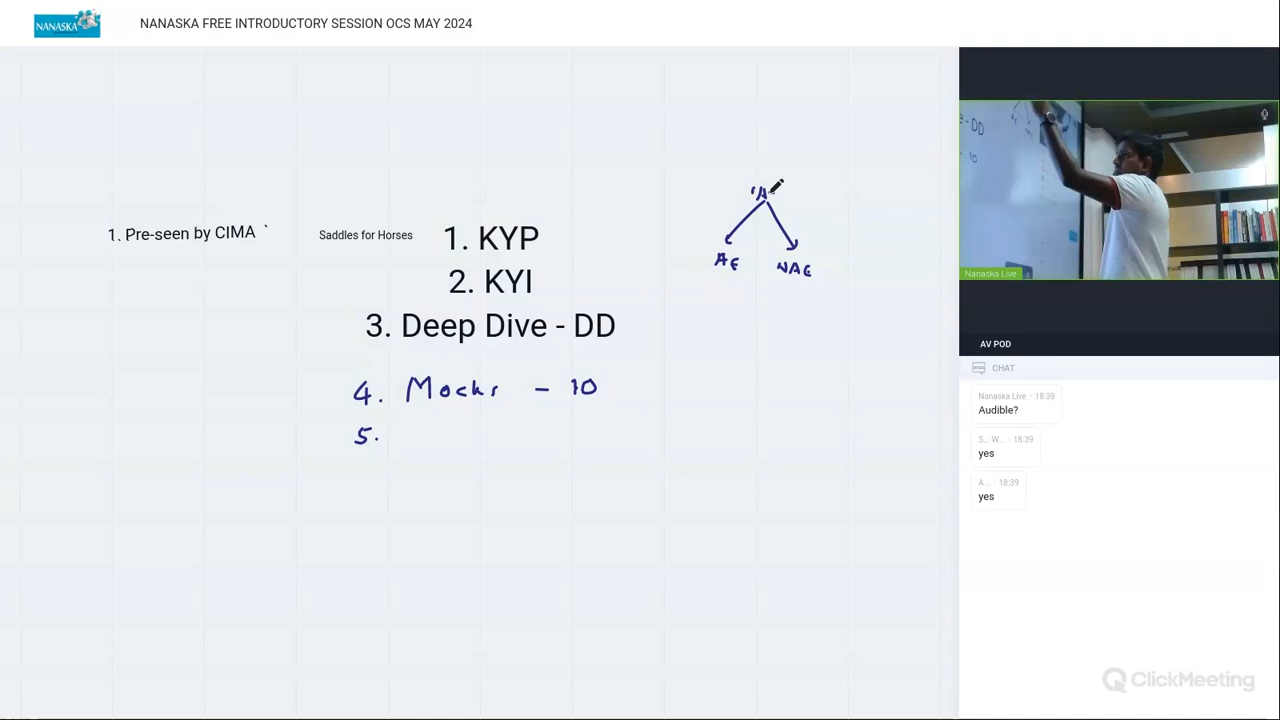 NANASKA
NANASKA FREE INTRODUCTORY SESSION OCS MAY 2024
1. Pre-seen by CIMA `
Saddles for Horses
1. KYP
2. KYI
3. Deep Dive - DD
4. Mocks - 10
5.
AE
NAE
- DD
10
Nanaska Live
AV POD
CHAT
Nanaska Live 18:39
Audible?
S... W... 18:39
yes
A... 18:39
yes
ClickMeeting